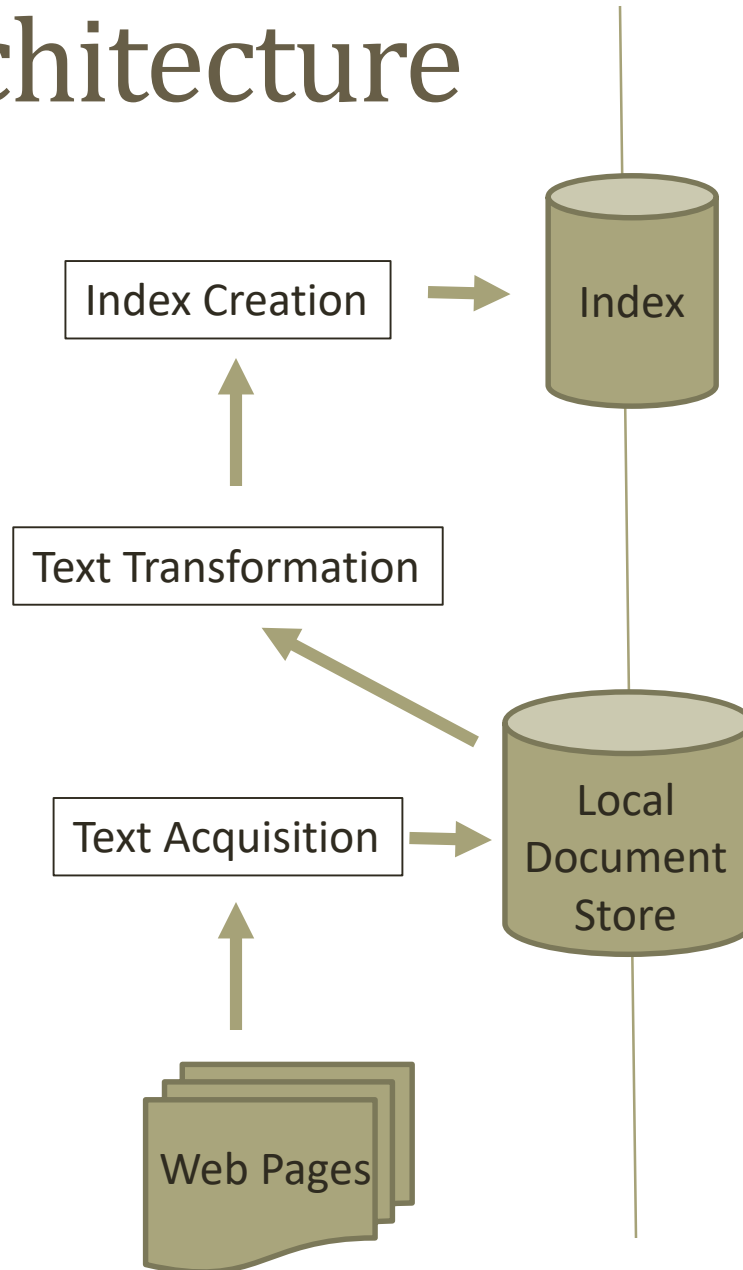 chitecture
Index Creation
Index
Text Transformation
Text Acquisition
Local
Document
Store
Web Pages